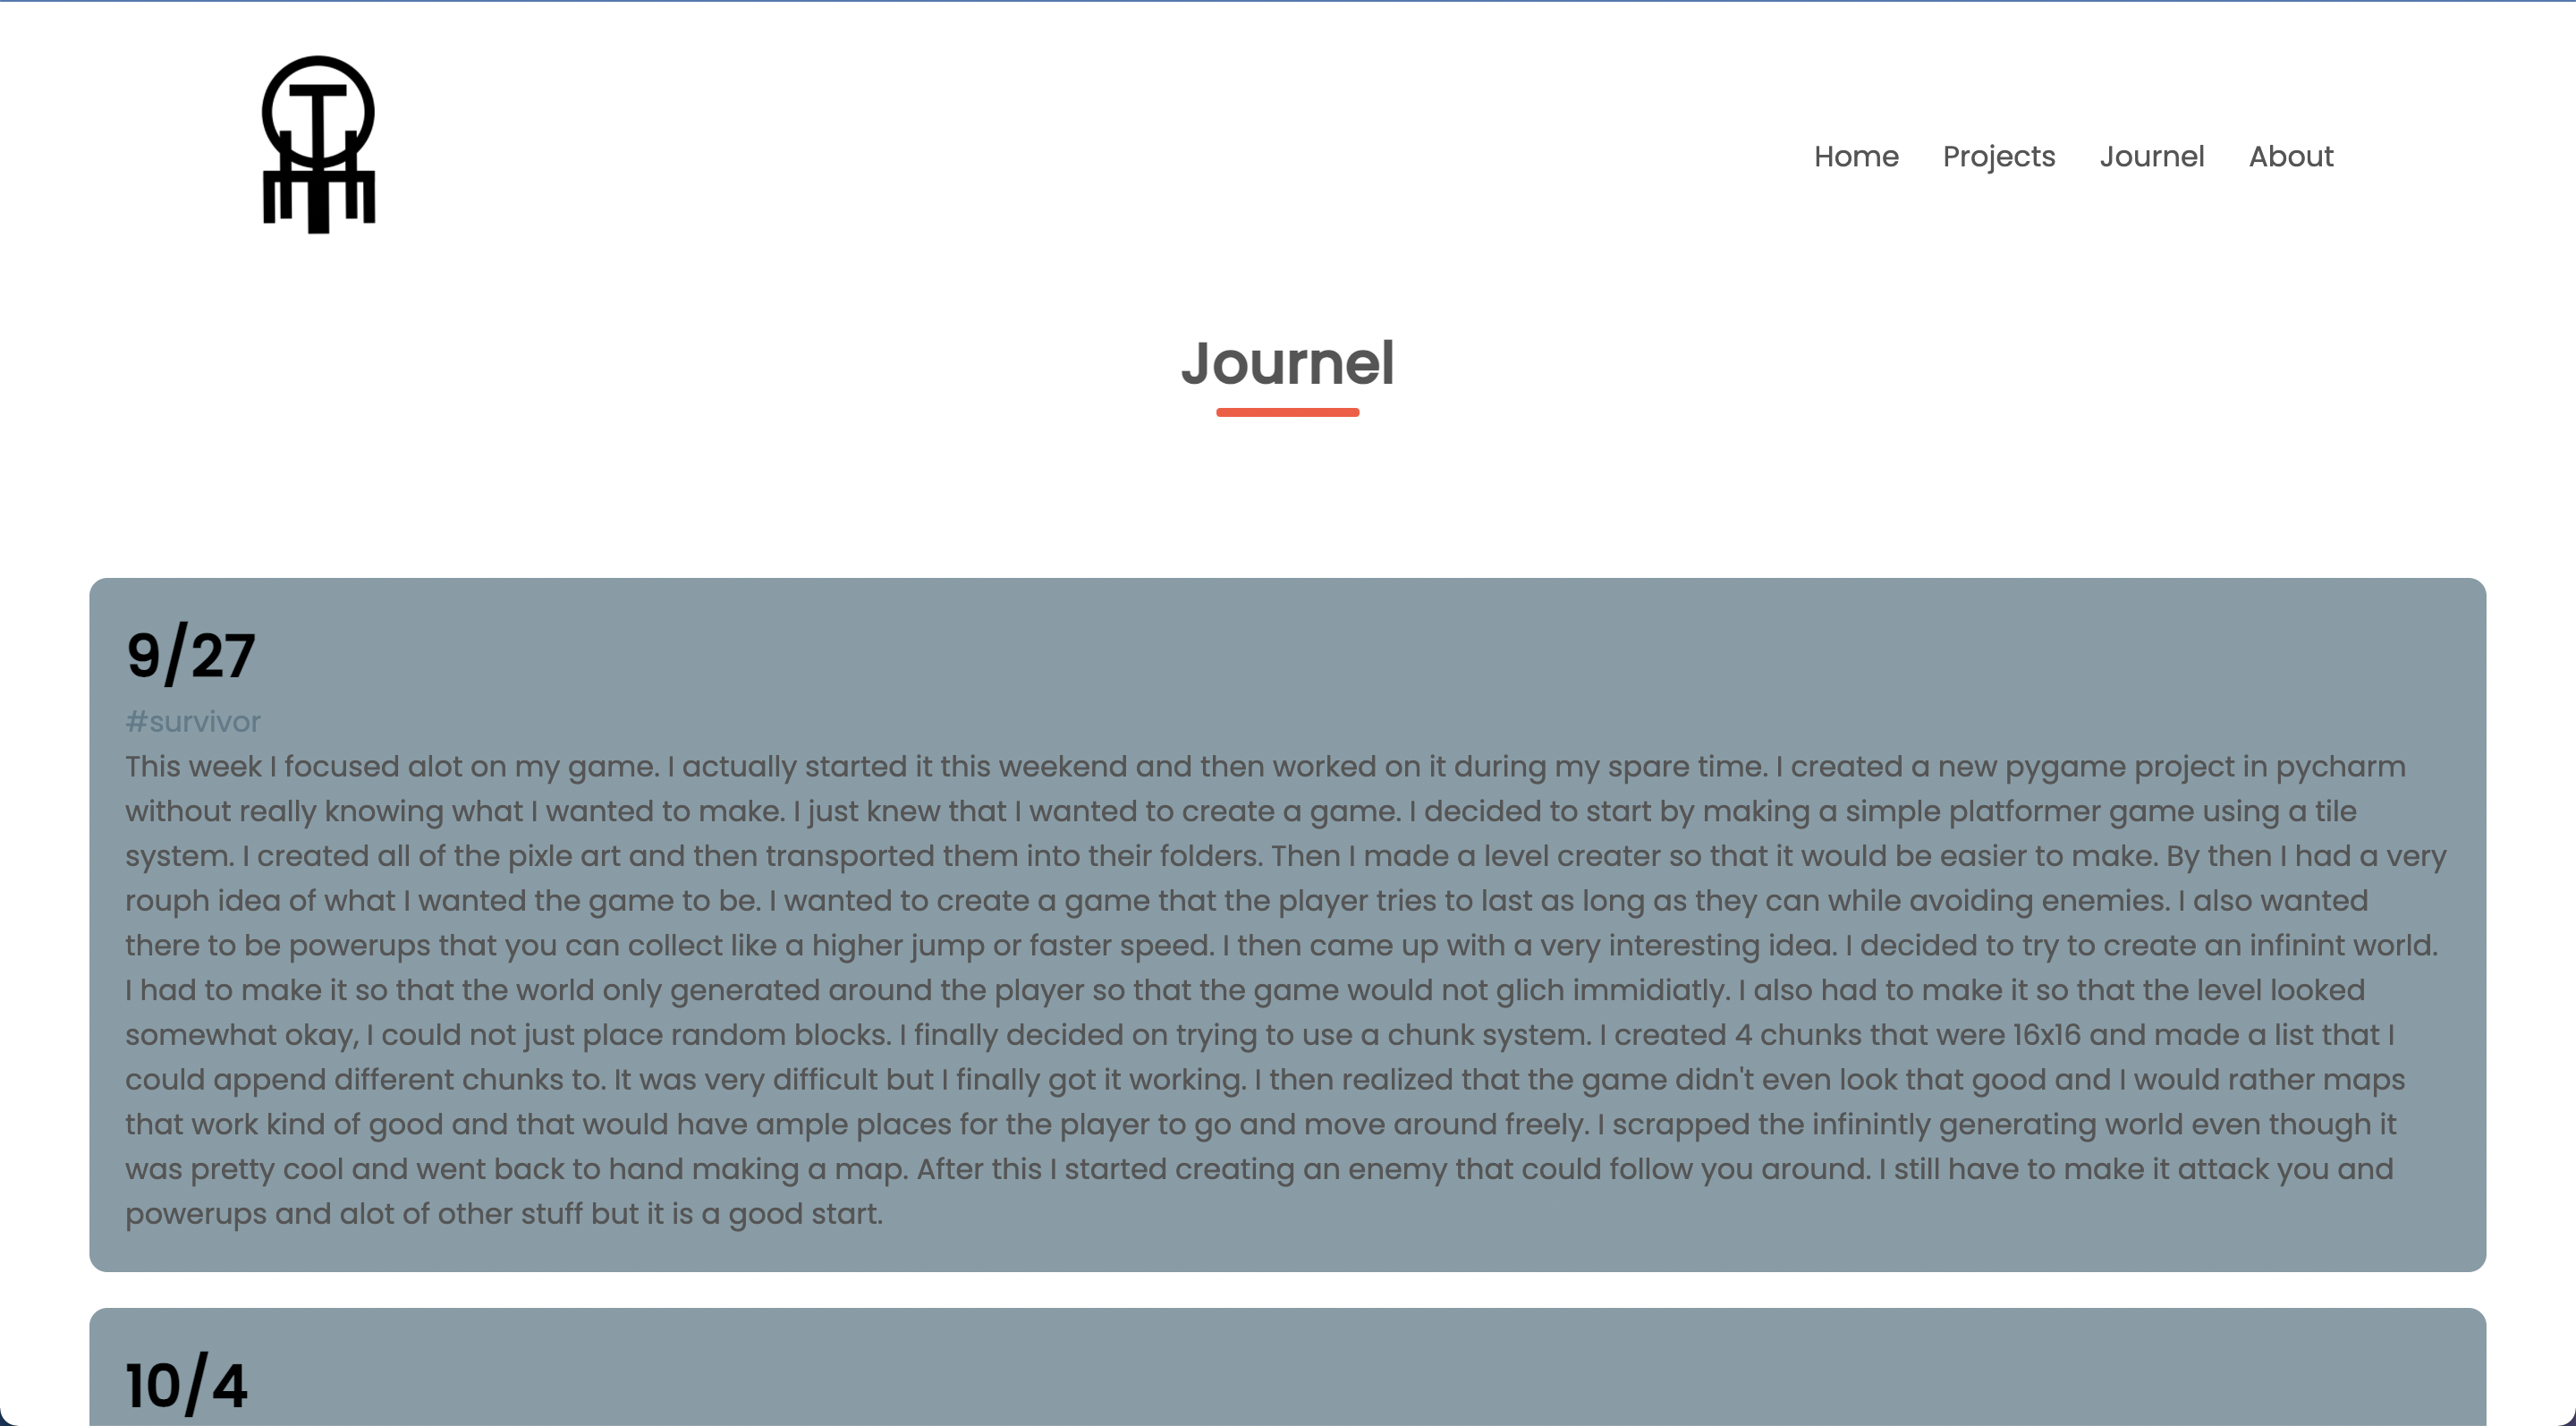 Home Projects Journel About
Journel
9/27
#survivor
This week I focused alot on my game. I actually started it this weekend and then worked on it during my spare time. I created a new pygame project in pycharm
without really knowing what I wanted to make. I just knew that I wanted to create a game. I decided to start by making a simple platformer game using a tile
system. I created all of the pixle art and then transported them into their folders. Then I made a level creater so that it would be easier to make. By then I had a very
rouph idea of what I wanted the game to be. I wanted to create a game that the player tries to last as long as they can while avoiding enemies. I also wanted
there to be powerups that you can collect like a higher jump or faster speed. I then came up with a very interesting idea. I decided to try to create an infinint world.
I had to make it so that the world only generated around the player so that the game would not glich immidiatly. I also had to make it so that the level looked
somewhat okay, I could not just place random blocks. I finally decided on trying to use a chunk system. I created 4 chunks that were 16x16 and made a list that I
could append different chunks to. It was very difficult but I finally got it working. I then realized that the game didn't even look that good and I would rather maps
that work kind of good and that would have ample places for the player to go and move around freely. I scrapped the infinintly generating world even though it
was pretty cool and went back to hand making a map. After this I started creating an enemy that could follow you around. I still have to make it attack you and
powerups and alot of other stuff but it is a good start.
10/4